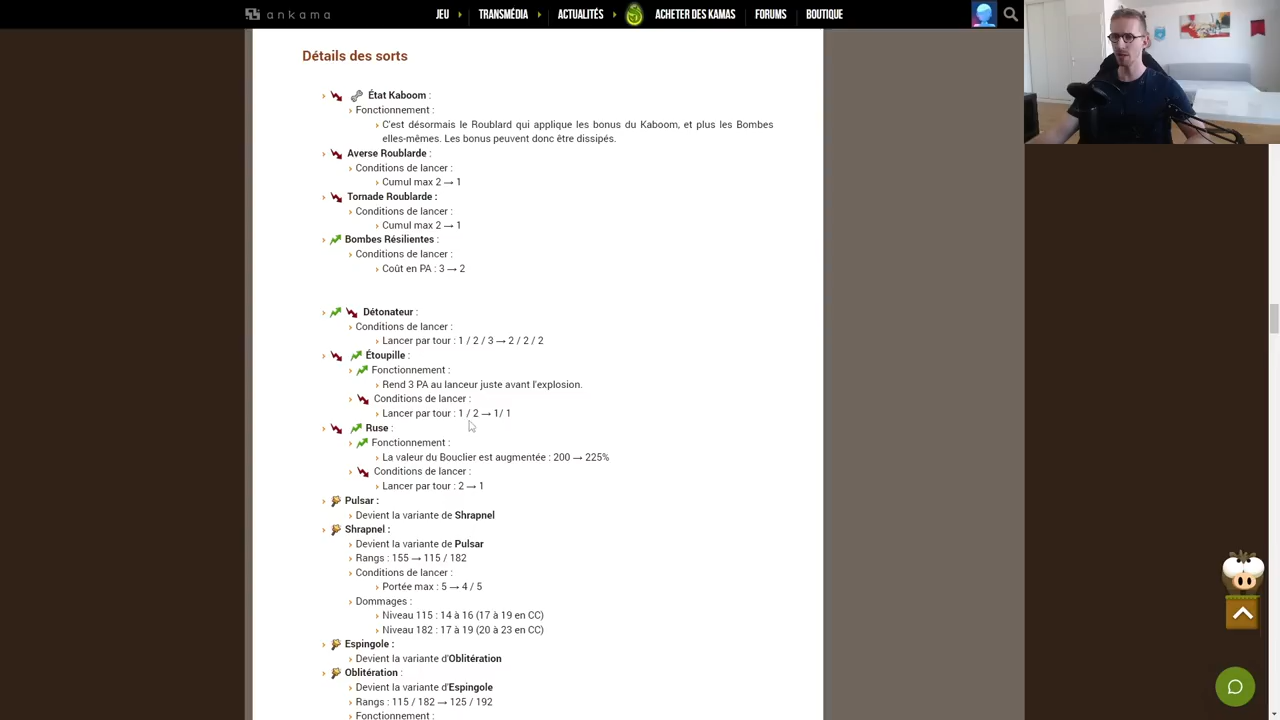 ankama
JEU TRANSMÉDIA ACTUALITÉS ACHETER DES KAMAS FORUMS BOUTIQUE
Détails des sorts
État Kaboom :
Fonctionnement :
C'est désormais le Roublard qui applique les bonus du Kaboom, et plus les Bombes
elles-mêmes. Les bonus peuvent donc être dissipés.
Averse Roublarde :
Conditions de lancer :
Cumul max 2 → 1
Tornade Roublarde :
Conditions de lancer :
Cumul max 2 → 1
Bombes Résilientes :
Conditions de lancer :
Coût en PA : 3 → 2
Détonateur :
Conditions de lancer :
Lancer par tour : 1 / 2 / 3 → 2 / 2 / 2
Étoupille :
Fonctionnement :
Rend 3 PA au lanceur juste avant l'explosion.
Conditions de lancer :
Lancer par tour : 1 / 2 → 1/ 1
Ruse :
Fonctionnement :
La valeur du Bouclier est augmentée : 200 → 225%
Conditions de lancer :
Lancer par tour : 2 → 1
Pulsar :
Devient la variante de Shrapnel
Shrapnel :
Devient la variante de Pulsar
Rangs : 155 → 115 / 182
Conditions de lancer :
Portée max : 5 → 4 / 5
Dommages :
Niveau 115 : 14 à 16 (17 à 19 en CC)
Niveau 182 : 17 à 19 (20 à 23 en CC)
Espingole :
Devient la variante d'Oblitération
Oblitération :
Devient la variante d'Espingole
Rangs : 115 / 182 → 125 / 192
Fonctionnement :